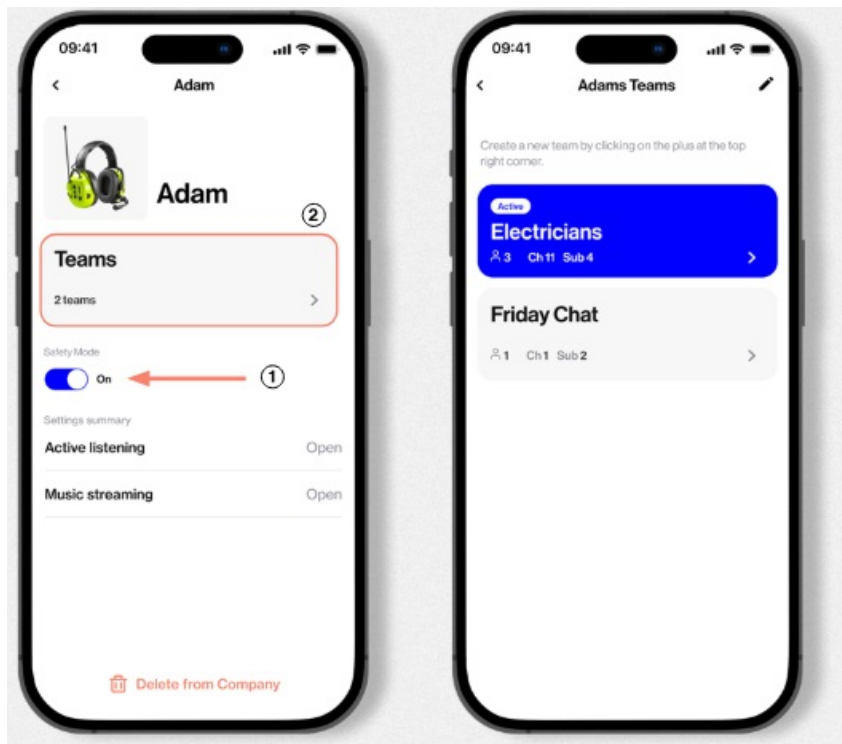 09:41
Adam
Adam
②
Teams
2 teams
Safety Mode
On
①
Settings summary
Active listening Open
Music streaming Open
Delete from Company
09:41
Adams Teams
Create a new team by clicking on the plus at the top
right corner.
Active
Electricians
3 Ch 11 Sub 4
Friday Chat
1 Ch 1 Sub 2